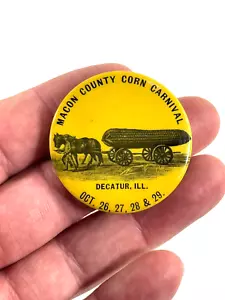 MACON COUNTY CORN CARNIVAL
DECATUR, ILL.
OCT. 26, 27, 28 & 29.